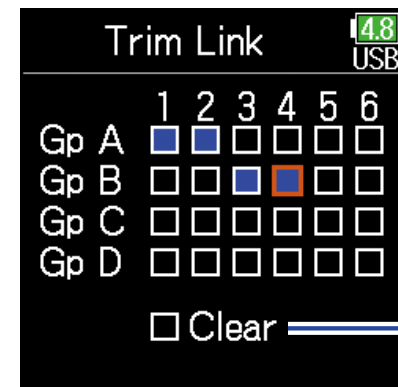 Trim Link
4.8
USB
1 2 3 4 5 6
Gp A
Gp B
Gp C
Gp D
Clear